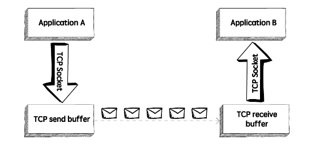 Application A
Application B
TCP Socket
TCP Socket
TCP send buffer
TCP receive
buffer